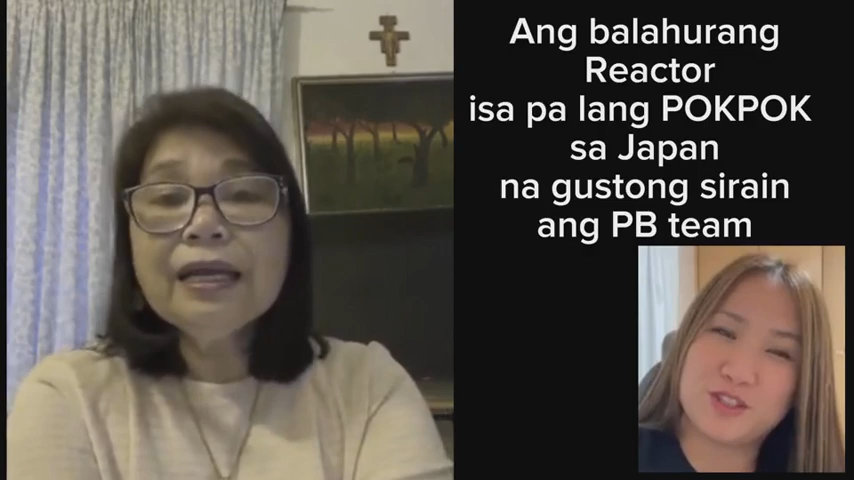 Ang balahurang
Reactor
isa pa lang POKPOK
sa Japan
na gustong sirain
ang PB team